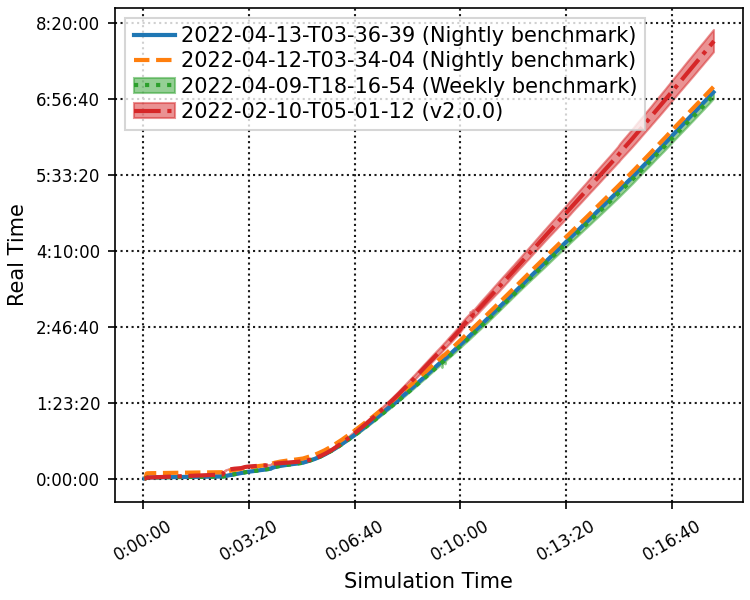 8:20:00
6:56:40
5:33:20
4:10:00
2:46:40
1:23:20
0:00:00
Real Time
2022-04-13-T03-36-39 (Nightly benchmark)
2022-04-12-T03-34-04 (Nightly benchmark)
2022-04-09-T18-16-54 (Weekly benchmark)
2022-02-10-T05-01-12 (v2.0.0)
0:00:00
0:03:20
0:06:40
0:10:00
0:13:20
0:16:40
Simulation Time